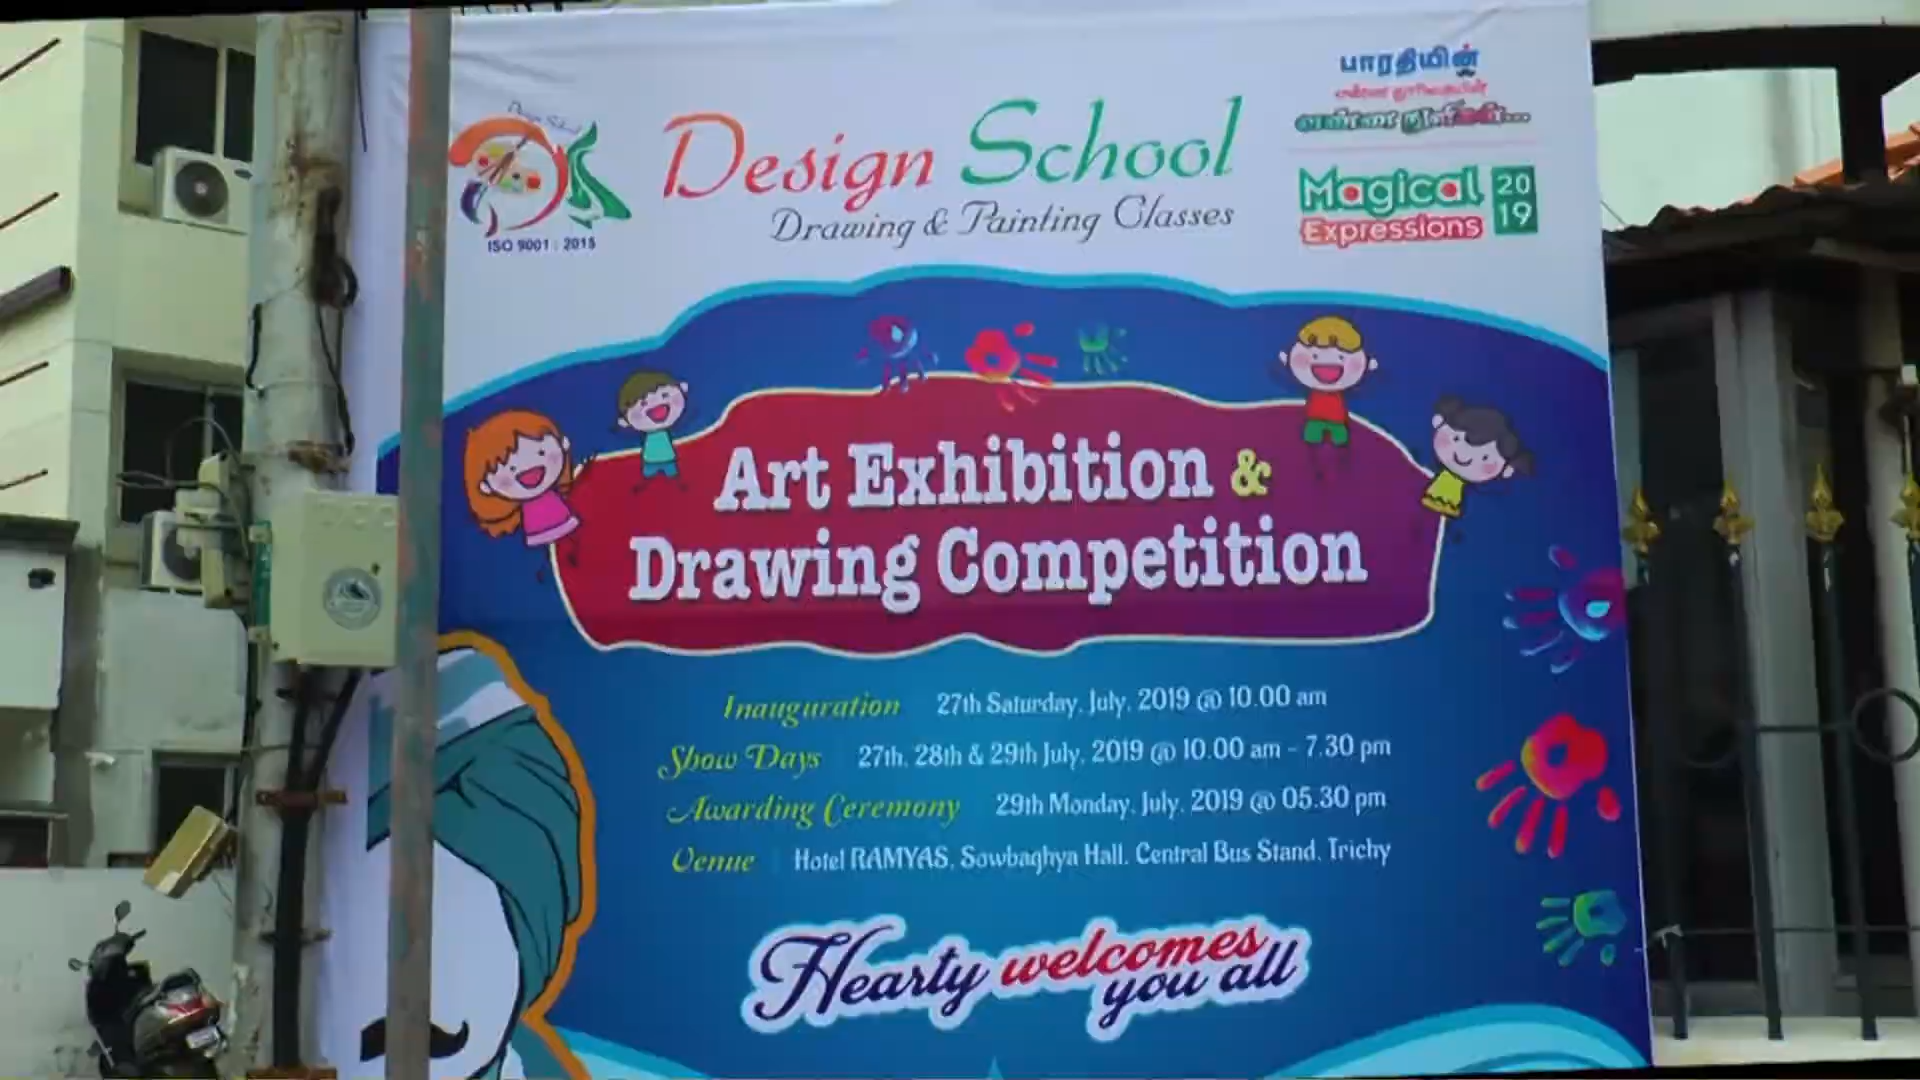 Design School
ISO 9001 : 2015
Design School
Drawing & Painting Classes
பாரதியின்
Magical
Expressions
20
19
Art Exhibition &
Drawing Competition
Inauguration 27th Saturday, July, 2019 @ 10.00 am
Show Days 27th, 28th & 29th July, 2019 @ 10.00 am - 7.30 pm
Awarding Ceremony 29th Monday, July, 2019 @ 05.30 pm
Venue Hotel RAMYAS, Sowbaghya Hall, Central Bus Stand, Trichy
Hearty welcomes
you all